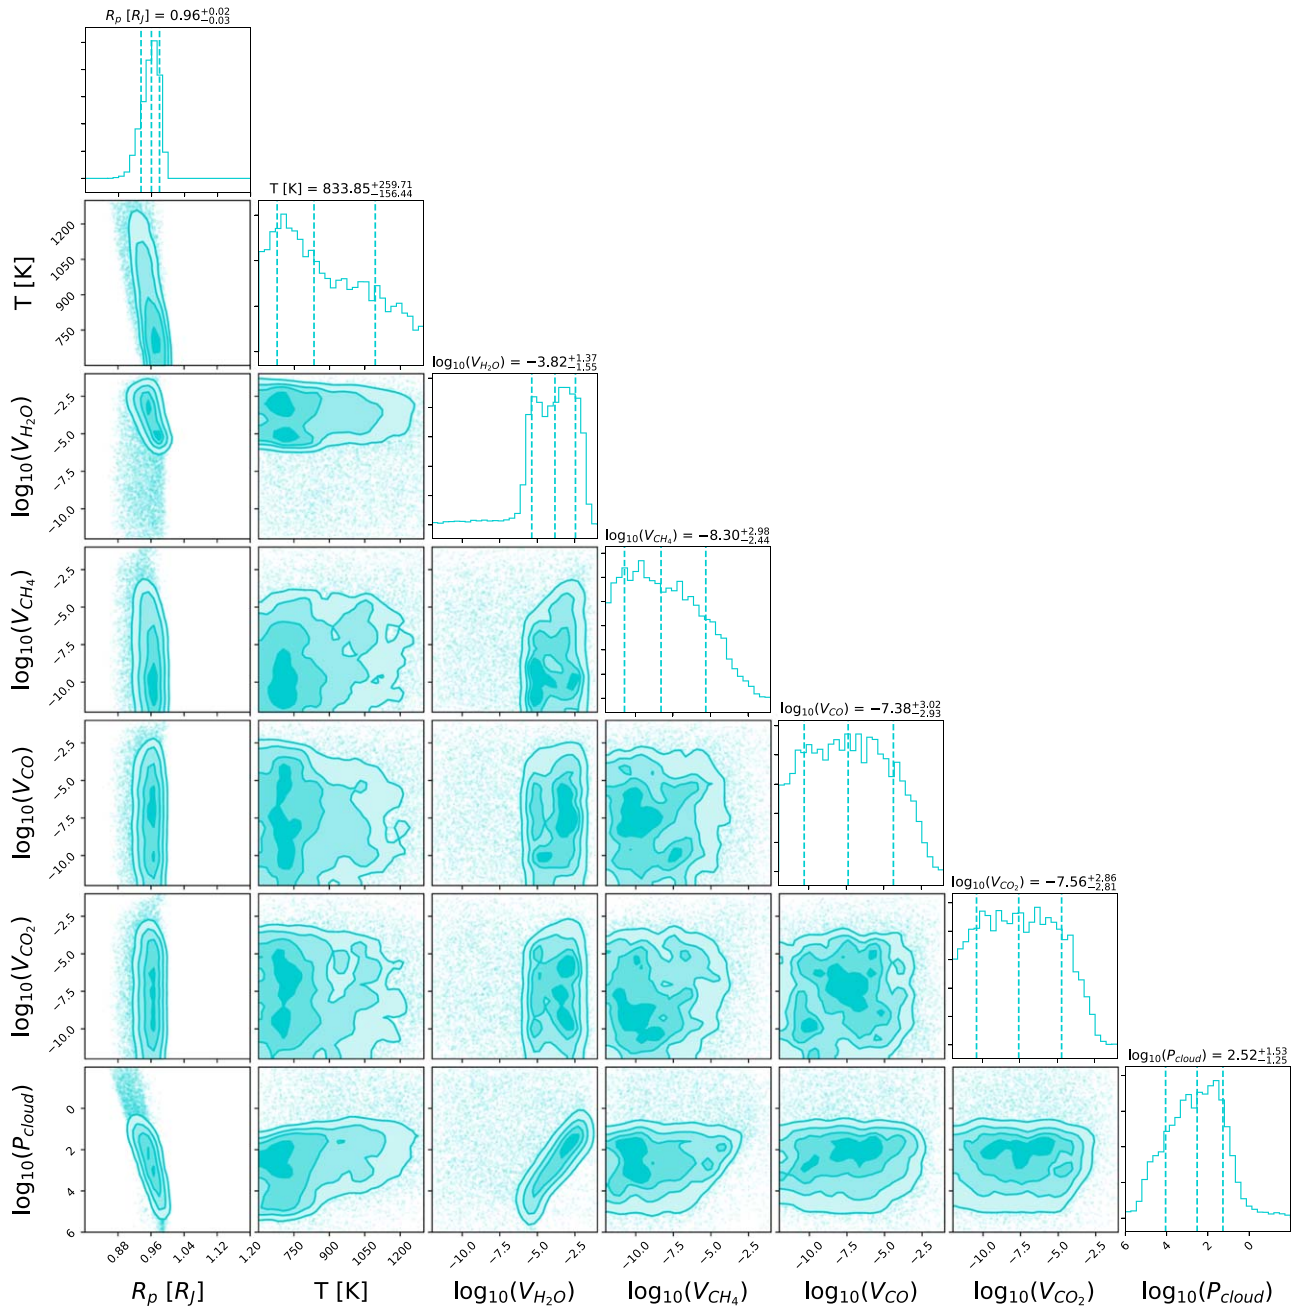 R_p [R_J] = 0.96^{+0.02}_{-0.03}
T [K] = 833.85^{+259.71}_{-156.44}
1200
1050
900
750
T [K]
log_{10}(V_{H_2O}) = −3.82^{+1.37}_{-1.55}
−2.5
−5.0
−7.5
−10.0
log_{10}(V_{H_2O})
log_{10}(V_{CH_4}) = −8.30^{+2.98}_{-2.44}
−2.5
−5.0
−7.5
−10.0
log_{10}(V_{CH_4})
log_{10}(V_{CO}) = −7.38^{+3.02}_{-2.93}
−2.5
−5.0
−7.5
−10.0
log_{10}(V_{CO})
log_{10}(V_{CO_2}) = −7.56^{+2.86}_{-2.81}
−2.5
−5.0
−7.5
−10.0
log_{10}(V_{CO_2})
log_{10}(P_{cloud}) = 2.52^{+1.53}_{-1.25}
0
2
4
6
log_{10}(P_{cloud})
0.88 0.96 1.04 1.12 1.20 750 900 1050 1200 −10.0 −7.5 −5.0 −2.5 −10.0 −7.5 −5.0 −2.5 −10.0 −7.5 −5.0 −2.5 −10.0 −7.5 −5.0 −2.5 6 4 2 0
R_p [R_J] T [K] log_{10}(V_{H_2O}) log_{10}(V_{CH_4}) log_{10}(V_{CO}) log_{10}(V_{CO_2}) log_{10}(P_{cloud})